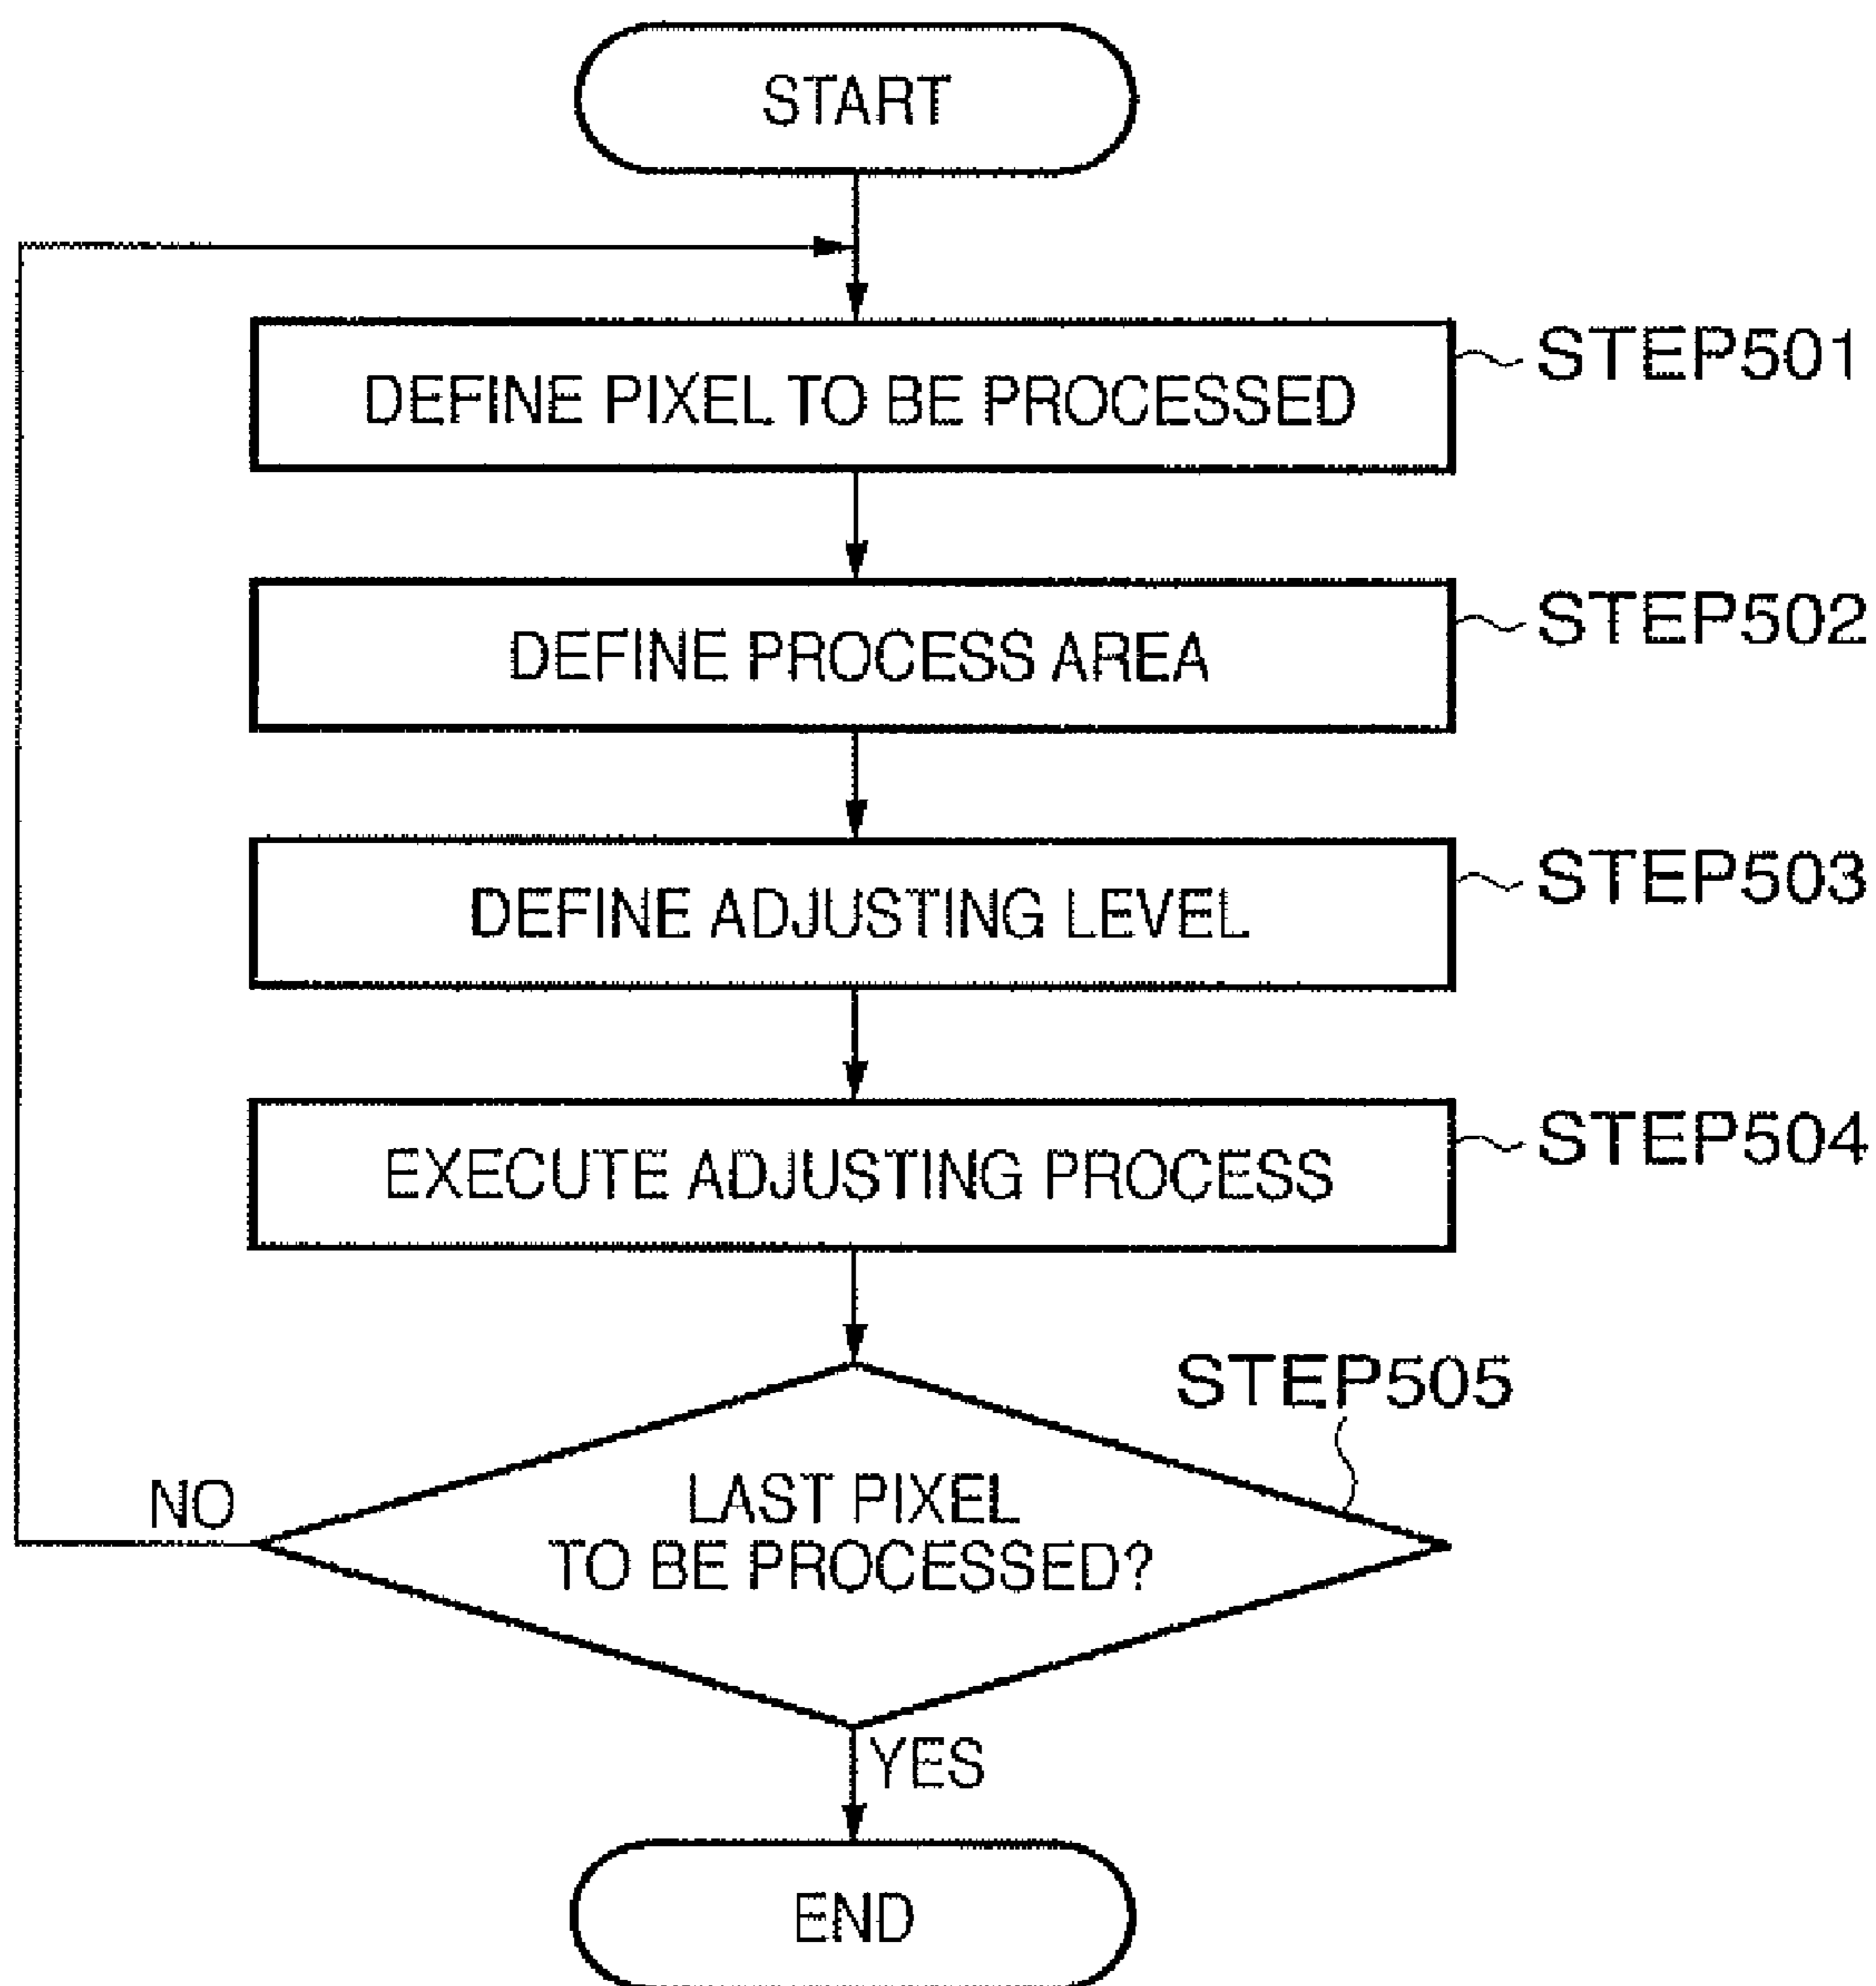 START
DEFINE PIXEL TO BE PROCESSED
STEP501
DEFINE PROCESS AREA
STEP502
DEFINE ADJUSTING LEVEL
STEP503
EXECUTE ADJUSTING PROCESS
STEP504
STEP505
LAST PIXEL
TO BE PROCESSED?
NO
YES
END